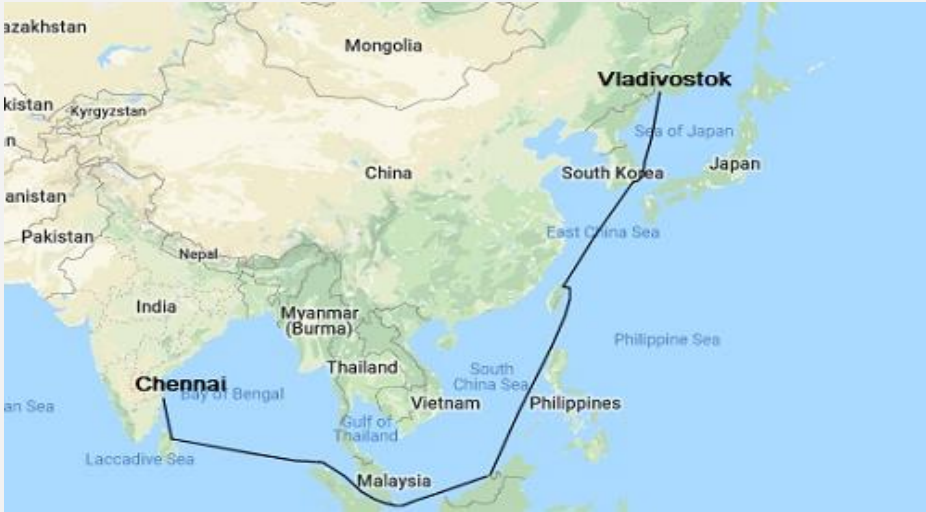 azakhstan
Mongolia
Vladivostok
kistan
Kyrgyzstan
n
Sea of Japan
Japan
China
South Korea
anistan
Pakistan
East China Sea
Nepal
India
Myanmar
(Burma)
Philippine Sea
Thailand
South
China Sea
Chennai
Bay of Bengal
an Sea
Vietnam
Philippines
Gulf of
Thailand
Laccadive Sea
Malaysia